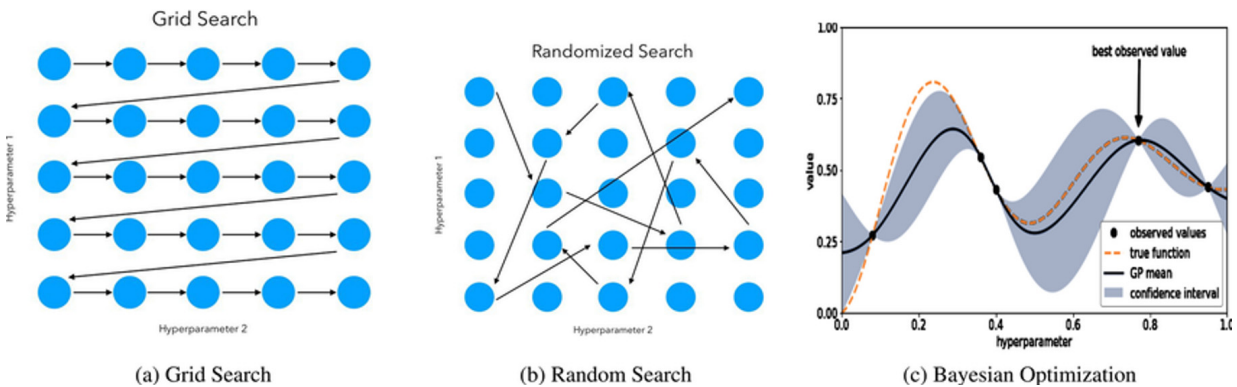 Grid Search
Hyperparameter 1
Hyperparameter 2
(a) Grid Search
Randomized Search
Hyperparameter 1
Hyperparameter 2
(b) Random Search
1.00
0.75
0.50
0.25
0.00
value
best observed value
observed values
true function
GP mean
confidence interval
0.0 0.2 0.4 0.6 0.8 1.0
hyperparameter
(c) Bayesian Optimization